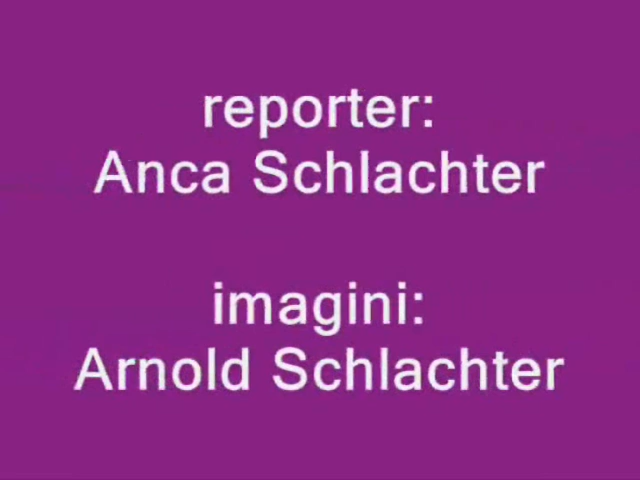 reporter:
Anca Schlachter
imagini:
Arnold Schlachter